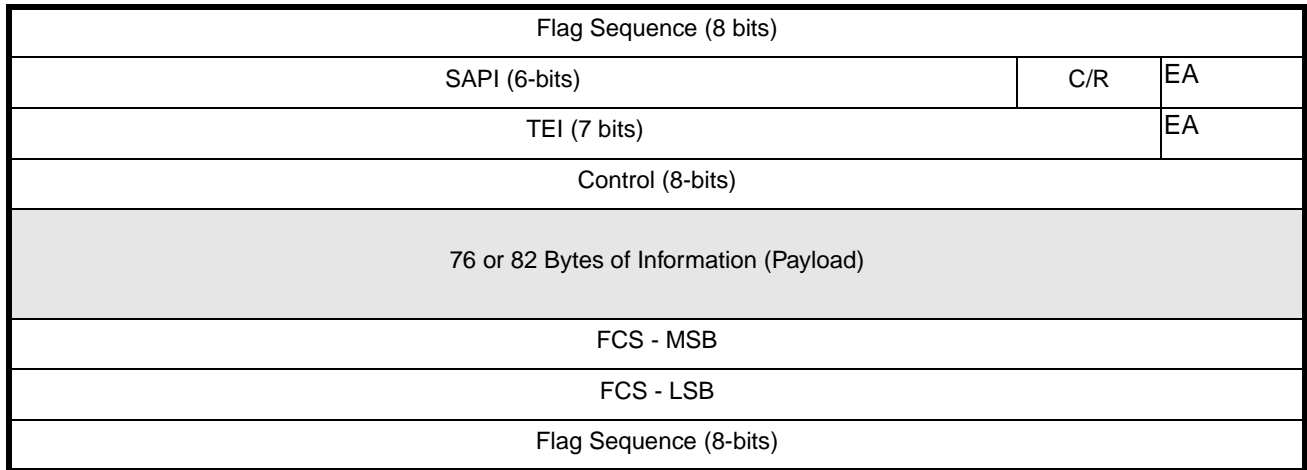 Flag Sequence (8 bits)
SAPI (6-bits) C/R EA
TEI (7 bits) EA
Control (8-bits)
76 or 82 Bytes of Information (Payload)
FCS - MSB
FCS - LSB
Flag Sequence (8-bits)